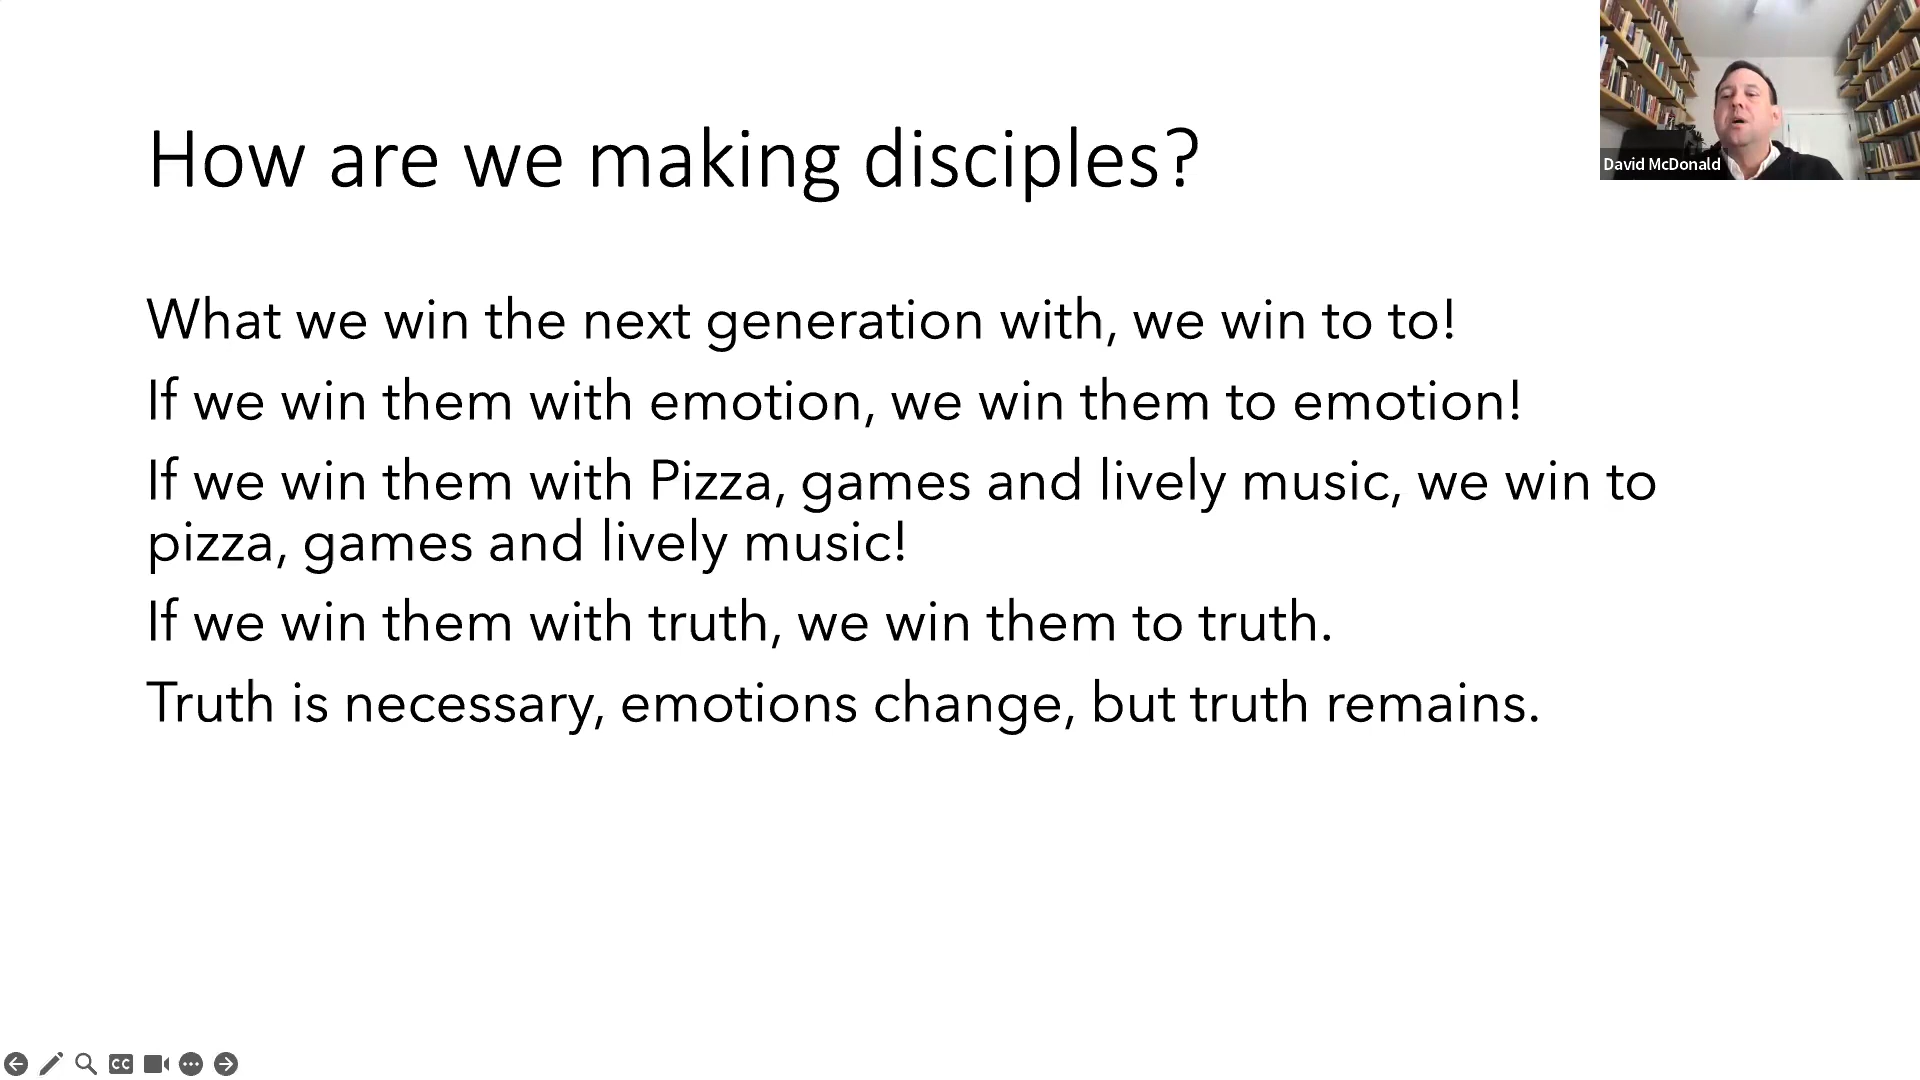 How are we making disciples?
David McDonald
What we win the next generation with, we win to to!
If we win them with emotion, we win them to emotion!
If we win them with Pizza, games and lively music, we win to
pizza, games and lively music!
If we win them with truth, we win them to truth.
Truth is necessary, emotions change, but truth remains.
CC